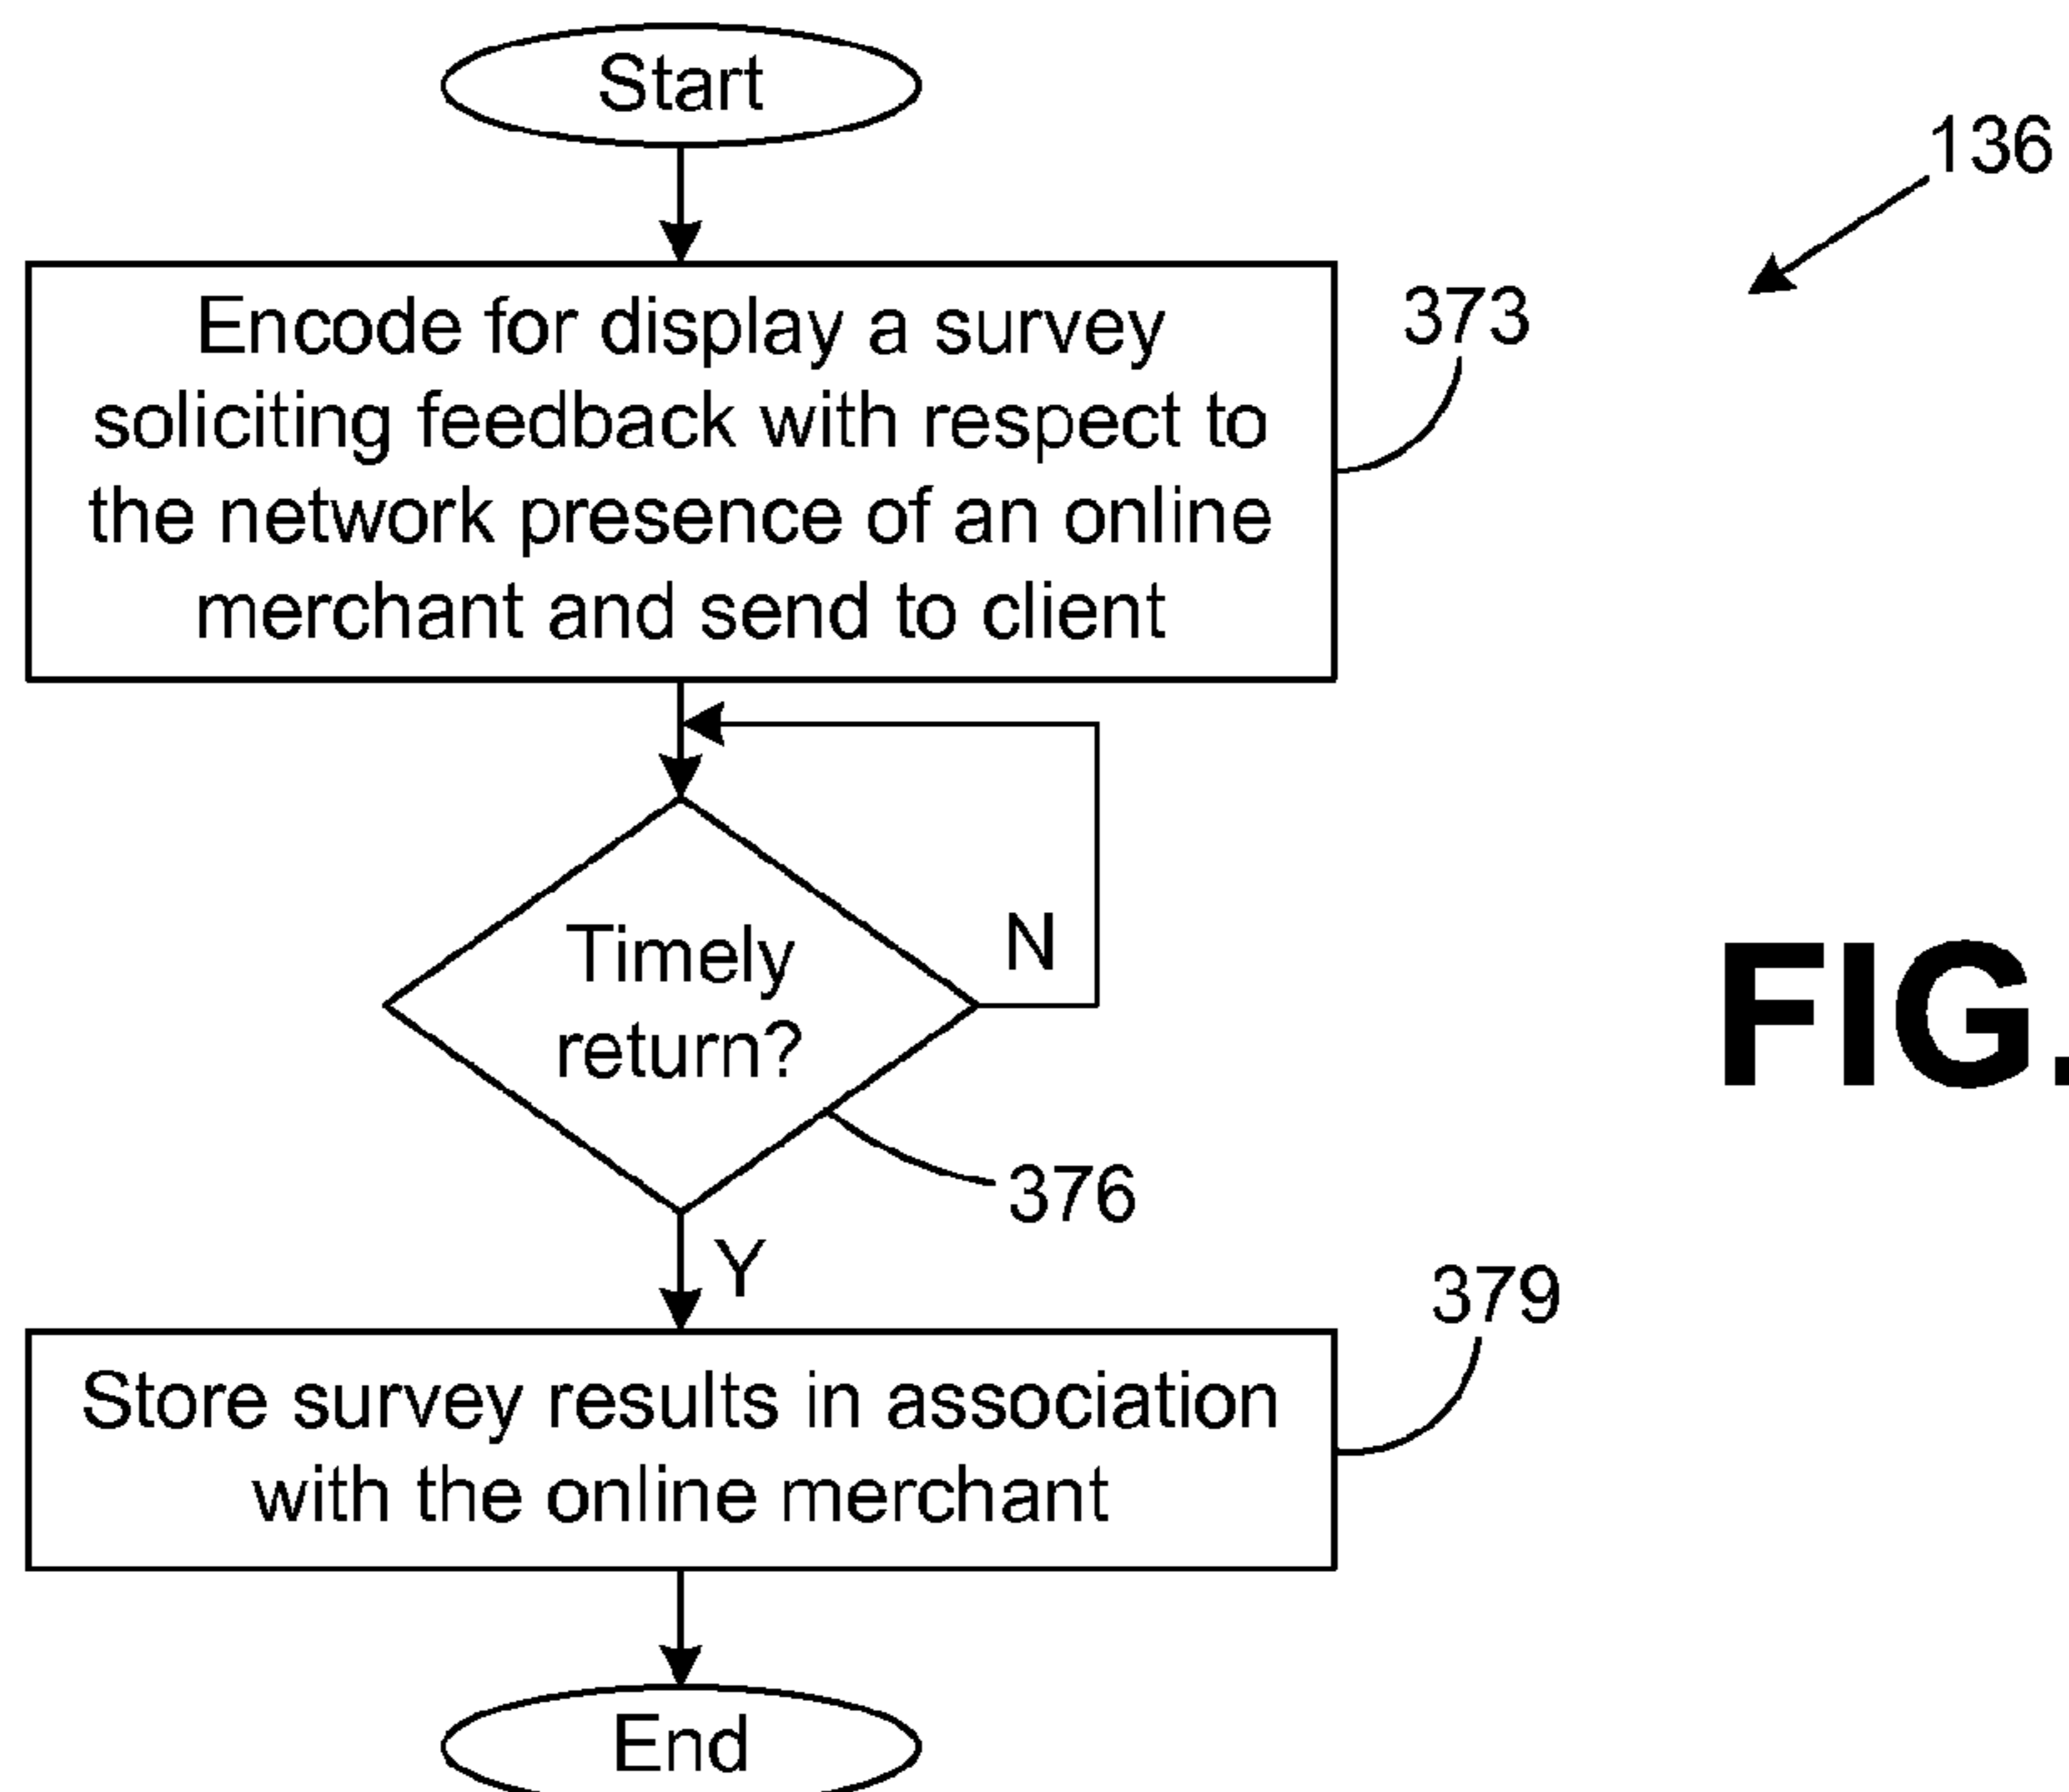 Start
136
Encode for display a survey
soliciting feedback with respect to
the network presence of an online
merchant and send to client
373
Timely
return?
N
FIG.
376
Y
379
Store survey results in association
with the online merchant
End